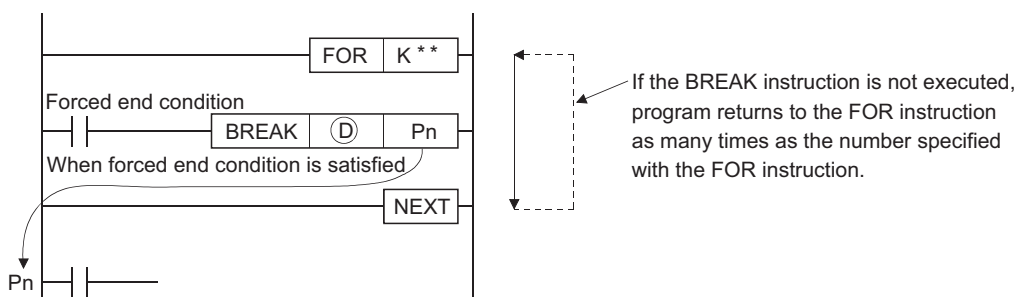 FOR K**
If the BREAK instruction is not executed,
program returns to the FOR instruction
as many times as the number specified
with the FOR instruction.
Forced end condition
BREAK Ⓓ Pn
When forced end condition is satisfied
NEXT
Pn